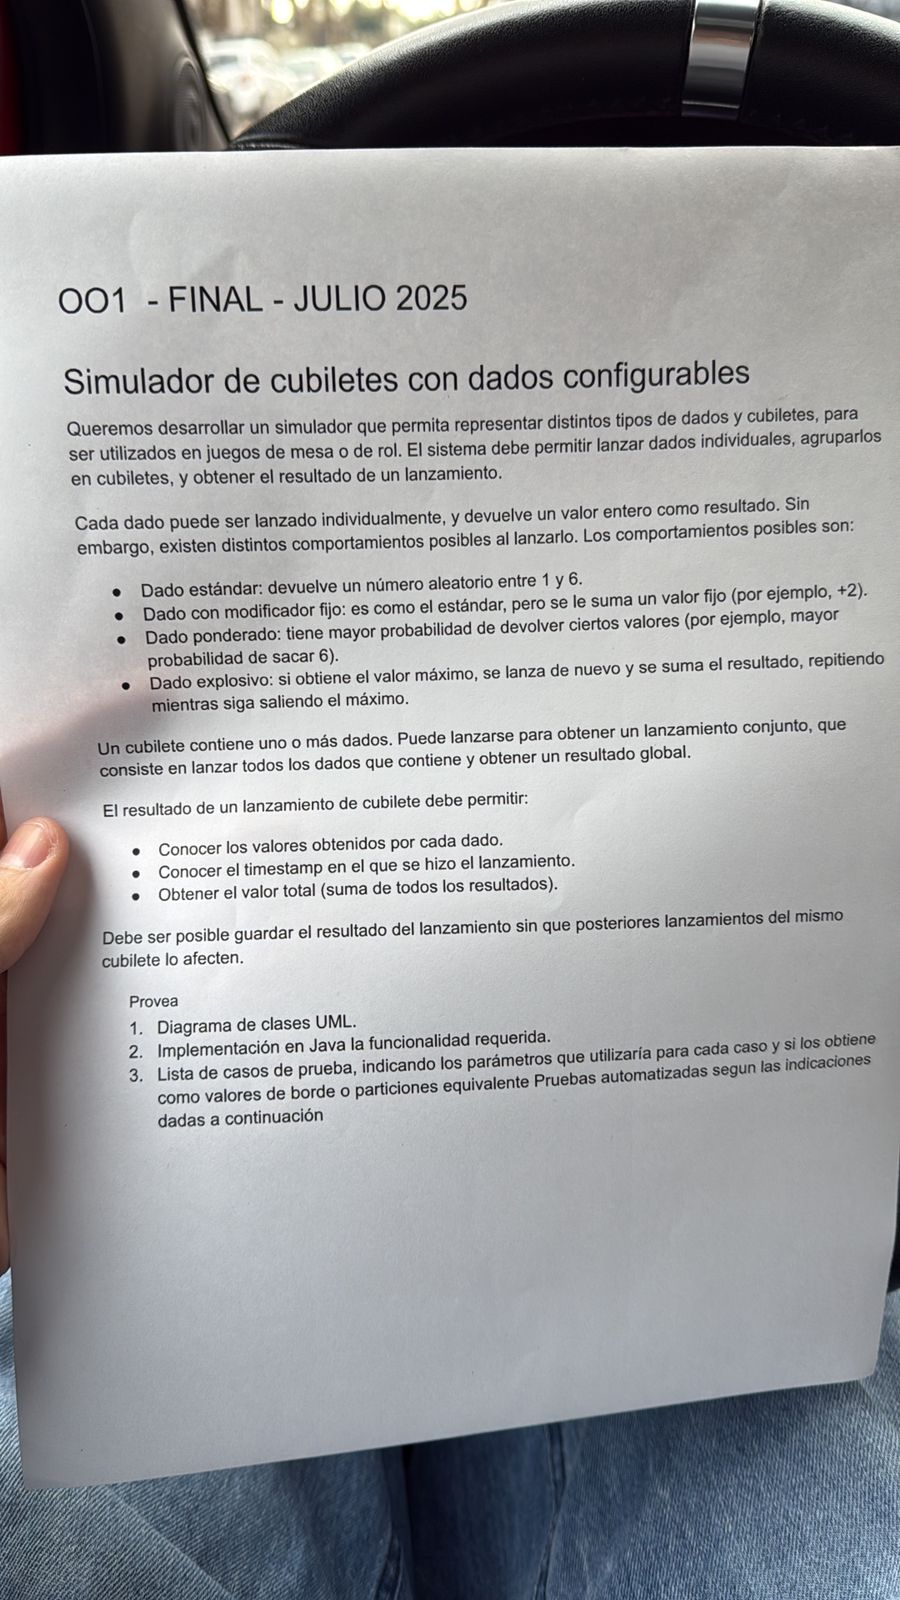 OO1 - FINAL - JULIO 2025
Simulador de cubiletes con dados configurables
Queremos desarrollar un simulador que permita representar distintos tipos de dados y cubiletes, para
ser utilizados en juegos de mesa o de rol. El sistema debe permitir lanzar dados individuales, agruparlos
en cubiletes, y obtener el resultado de un lanzamiento.
Cada dado puede ser lanzado individualmente, y devuelve un valor entero como resultado. Sin
embargo, existen distintos comportamientos posibles al lanzarlo. Los comportamientos posibles son:
● Dado estándar: devuelve un número aleatorio entre 1 y 6.
● Dado con modificador fijo: es como el estándar, pero se le suma un valor fijo (por ejemplo, +2).
● Dado ponderado: tiene mayor probabilidad de devolver ciertos valores (por ejemplo, mayor
probabilidad de sacar 6).
● Dado explosivo: si obtiene el valor máximo, se lanza de nuevo y se suma el resultado, repitiendo
mientras siga saliendo el máximo.
Un cubilete contiene uno o más dados. Puede lanzarse para obtener un lanzamiento conjunto, que
consiste en lanzar todos los dados que contiene y obtener un resultado global.
El resultado de un lanzamiento de cubilete debe permitir:
● Conocer los valores obtenidos por cada dado.
● Conocer el timestamp en el que se hizo el lanzamiento.
● Obtener el valor total (suma de todos los resultados).
Debe ser posible guardar el resultado del lanzamiento sin que posteriores lanzamientos del mismo
cubilete lo afecten.
Provea
1. Diagrama de clases UML.
2. Implementación en Java la funcionalidad requerida.
3. Lista de casos de prueba, indicando los parámetros que utilizaría para cada caso y si los obtiene
como valores de borde o particiones equivalente Pruebas automatizadas segun las indicaciones
dadas a continuación